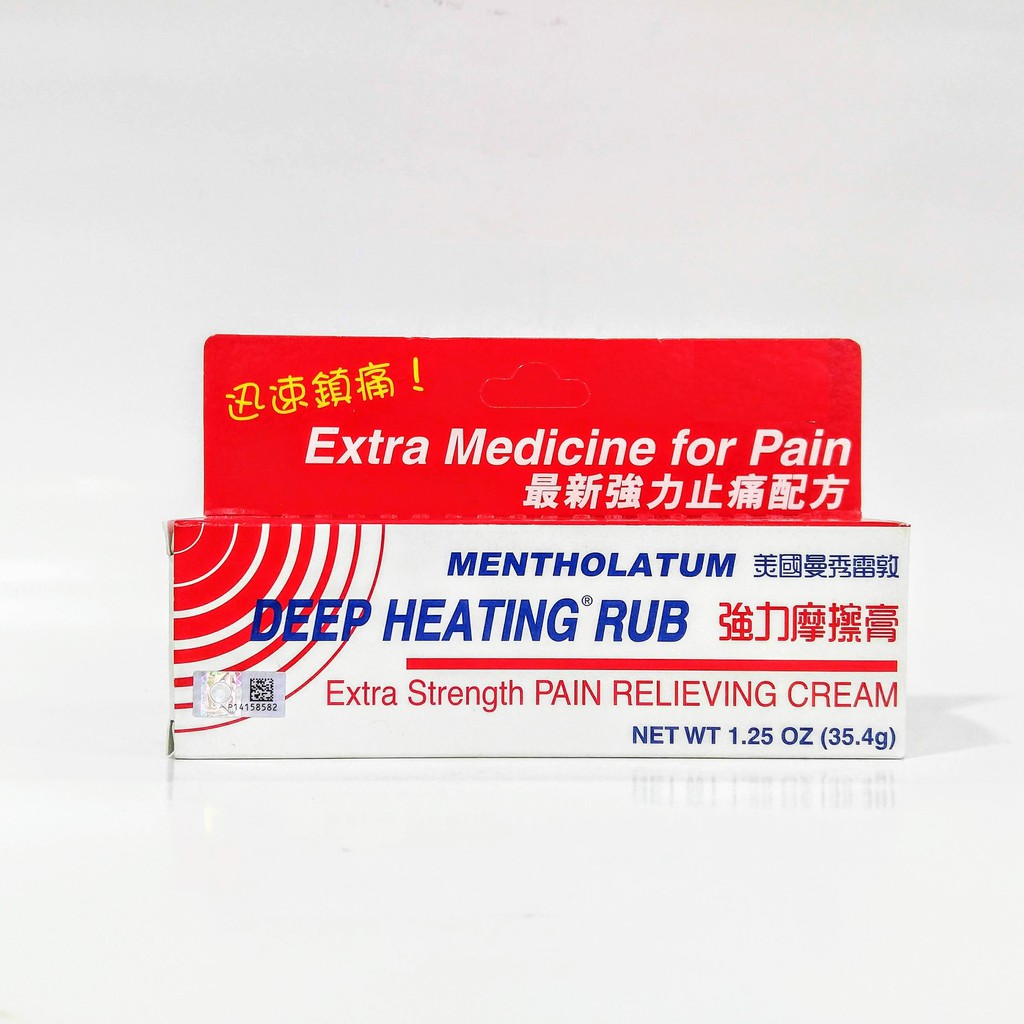 迅速鎮痛！
Extra Medicine for Pain
最新強力止痛配方
MENTHOLATUM 美國曼秀雷敦
DEEP HEATING® RUB 強力摩擦膏
Extra Strength PAIN RELIEVING CREAM
P14158582
NET WT 1.25 OZ (35.4g)